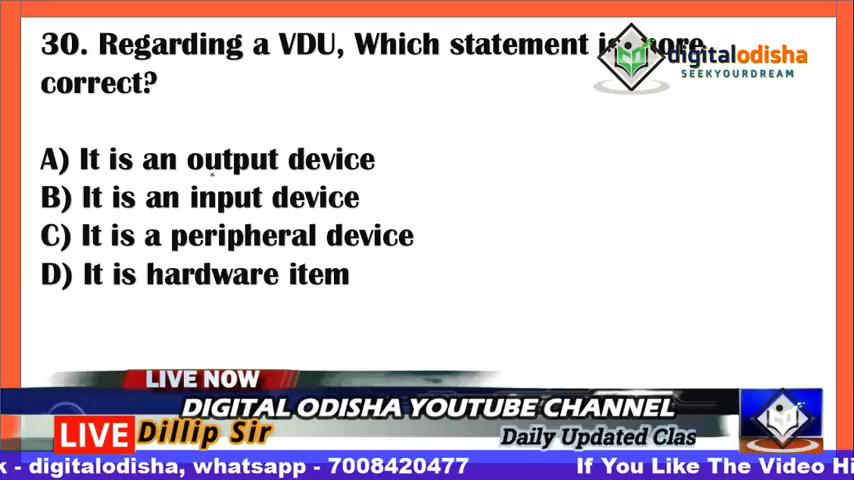 30. Regarding a VDU, Which statement is more
correct?
digitalodisha
SEEKYOURDREAM
A) It is an output device
B) It is an input device
C) It is a peripheral device
D) It is hardware item
LIVE NOW
DIGITAL ODISHA YOUTUBE CHANNEL
LIVE Dillip Sir
Daily Updated Clas
k - digitalodisha, whatsapp - 7008420477 If You Like The Video Hi